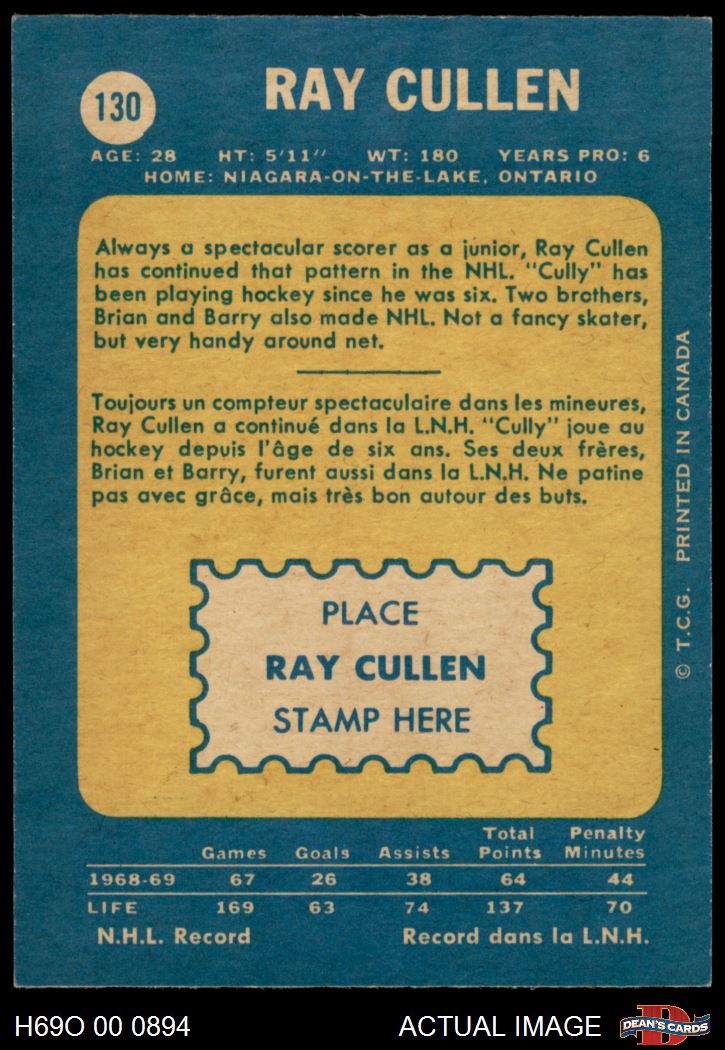 130
RAY CULLEN
AGE: 28 HT: 5'11" WT: 180 YEARS PRO: 6
HOME: NIAGARA-ON-THE-LAKE, ONTARIO
Always a spectacular scorer as a junior, Ray Cullen
has continued that pattern in the NHL. "Cully" has
been playing hockey since he was six. Two brothers,
Brian and Barry also made NHL. Not a fancy skater,
but very handy around net.
Toujours un compteur spectaculaire dans les mineures,
Ray Cullen a continué dans la L.N.H. "Cully" joue au
hockey depuis l'âge de six ans. Ses deux frères,
Brian et Barry, furent aussi dans la L.N.H. Ne patine
pas avec grâce, mais très bon autour des buts.
PLACE
RAY CULLEN
STAMP HERE
© T.C.G. PRINTED IN CANADA
Total Penalty
Games Goals Assists Points Minutes
1968-69 67 26 38 64 44
LIFE 169 63 74 137 70
N.H.L. Record Record dans la L.N.H.
H69O 00 0894
ACTUAL IMAGE
D
DEAN'S CARDS